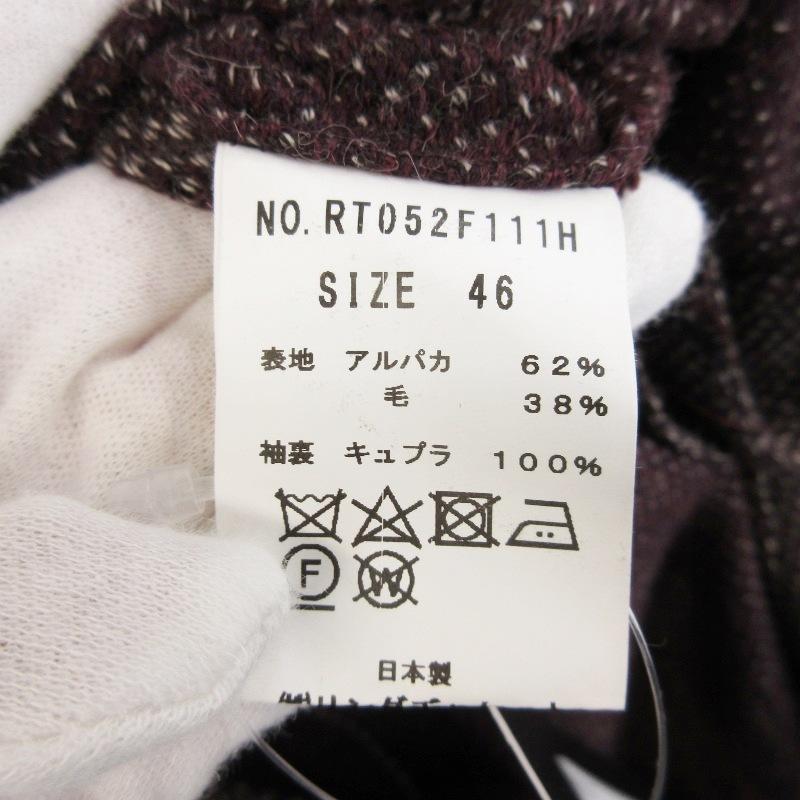 NO.RT052F111H
SIZE 46
表地 アルパカ 62%
毛 38%
袖裏 キュプラ 100%
F W
日本製